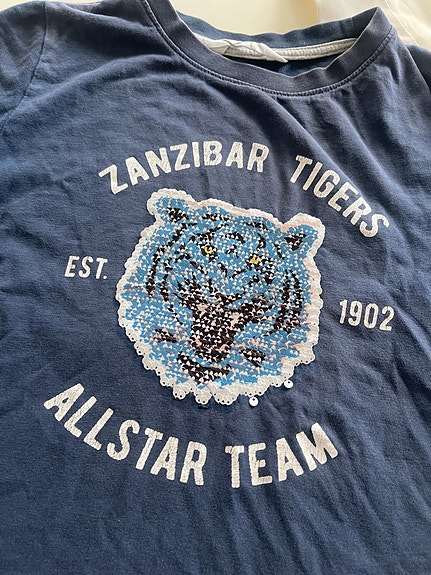 ZANZIBAR TIGERS
EST. 1902
ALLSTAR TEAM